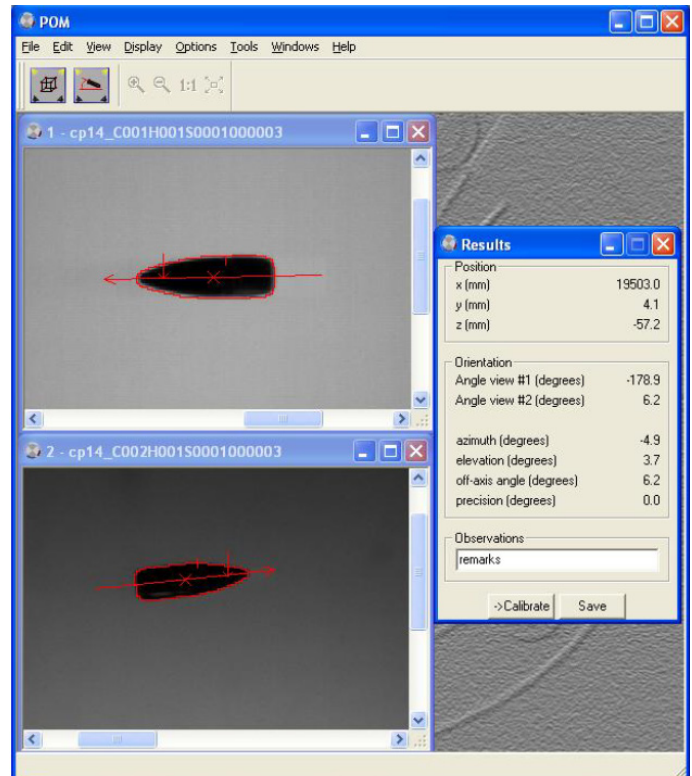 POM
File Edit View Display Options Tools Windows Help
1:1
1 - cp14_C001H001S0001000003
Results
Position
x (mm) 19503.0
y (mm) 4.1
z (mm) -57.2
Orientation
Angle view #1 (degrees) -178.9
Angle view #2 (degrees) 6.2
azimuth (degrees) -4.9
elevation (degrees) 3.7
off-axis angle (degrees) 6.2
precision (degrees) 0.0
Observations
remarks
->Calibrate Save
2 - cp14_C002H001S0001000003